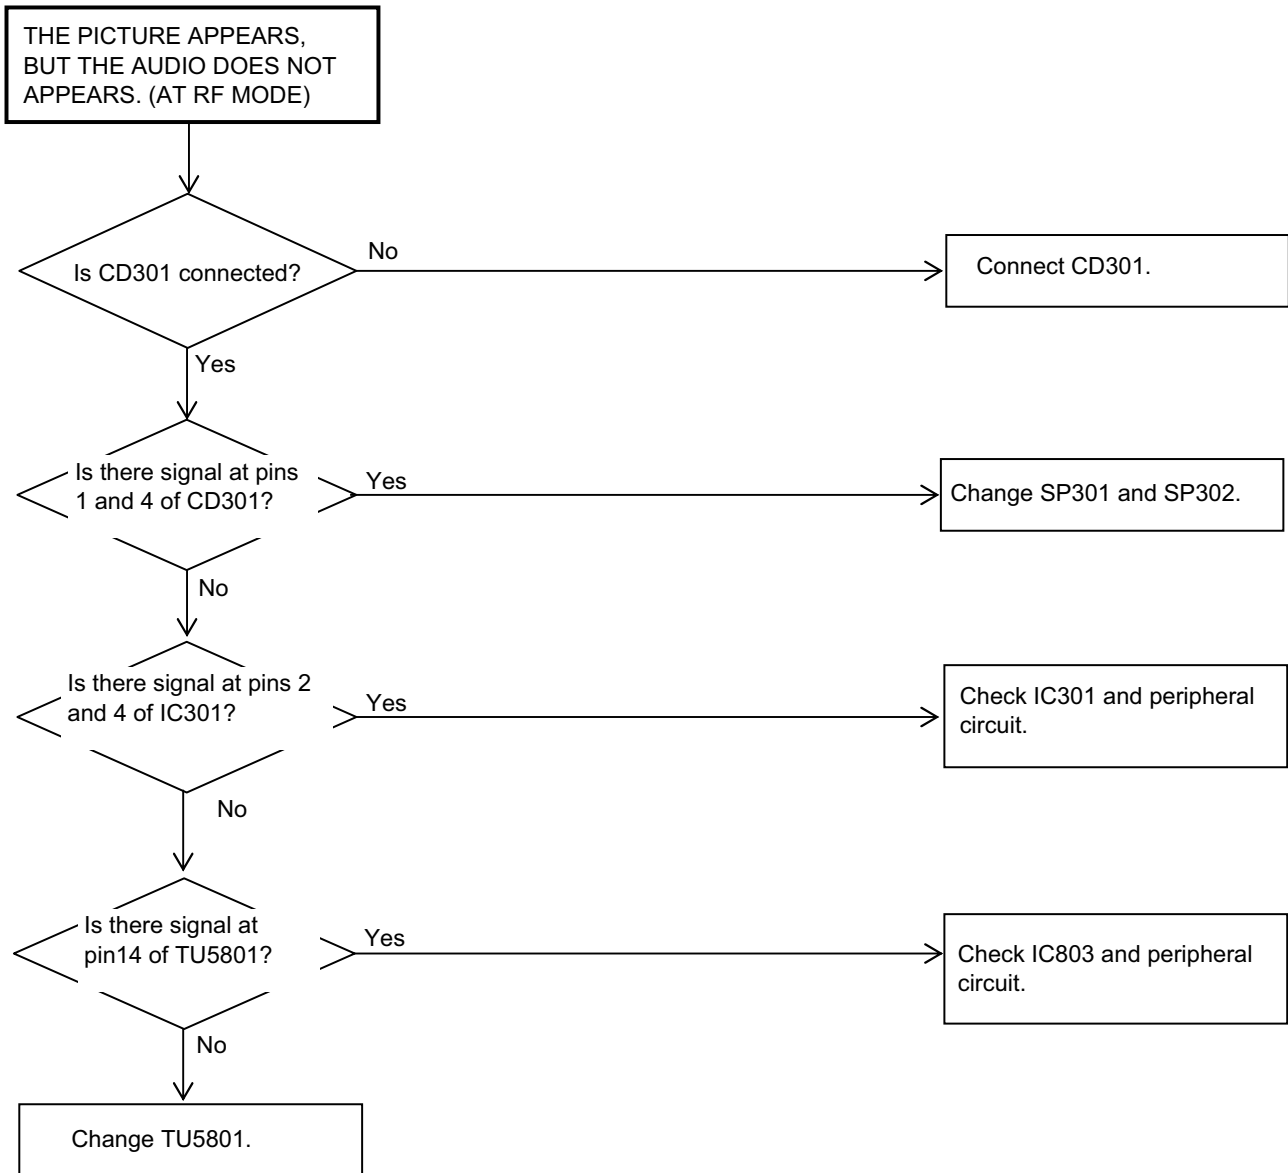 THE PICTURE APPEARS,
BUT THE AUDIO DOES NOT
APPEARS. (AT RF MODE)
Is CD301 connected?
No
Connect CD301.
Yes
Is there signal at pins
1 and 4 of CD301?
Yes
Change SP301 and SP302.
No
Is there signal at pins 2
and 4 of IC301?
Yes
Check IC301 and peripheral
circuit.
No
Is there signal at
pin14 of TU5801?
Yes
Check IC803 and peripheral
circuit.
No
Change TU5801.